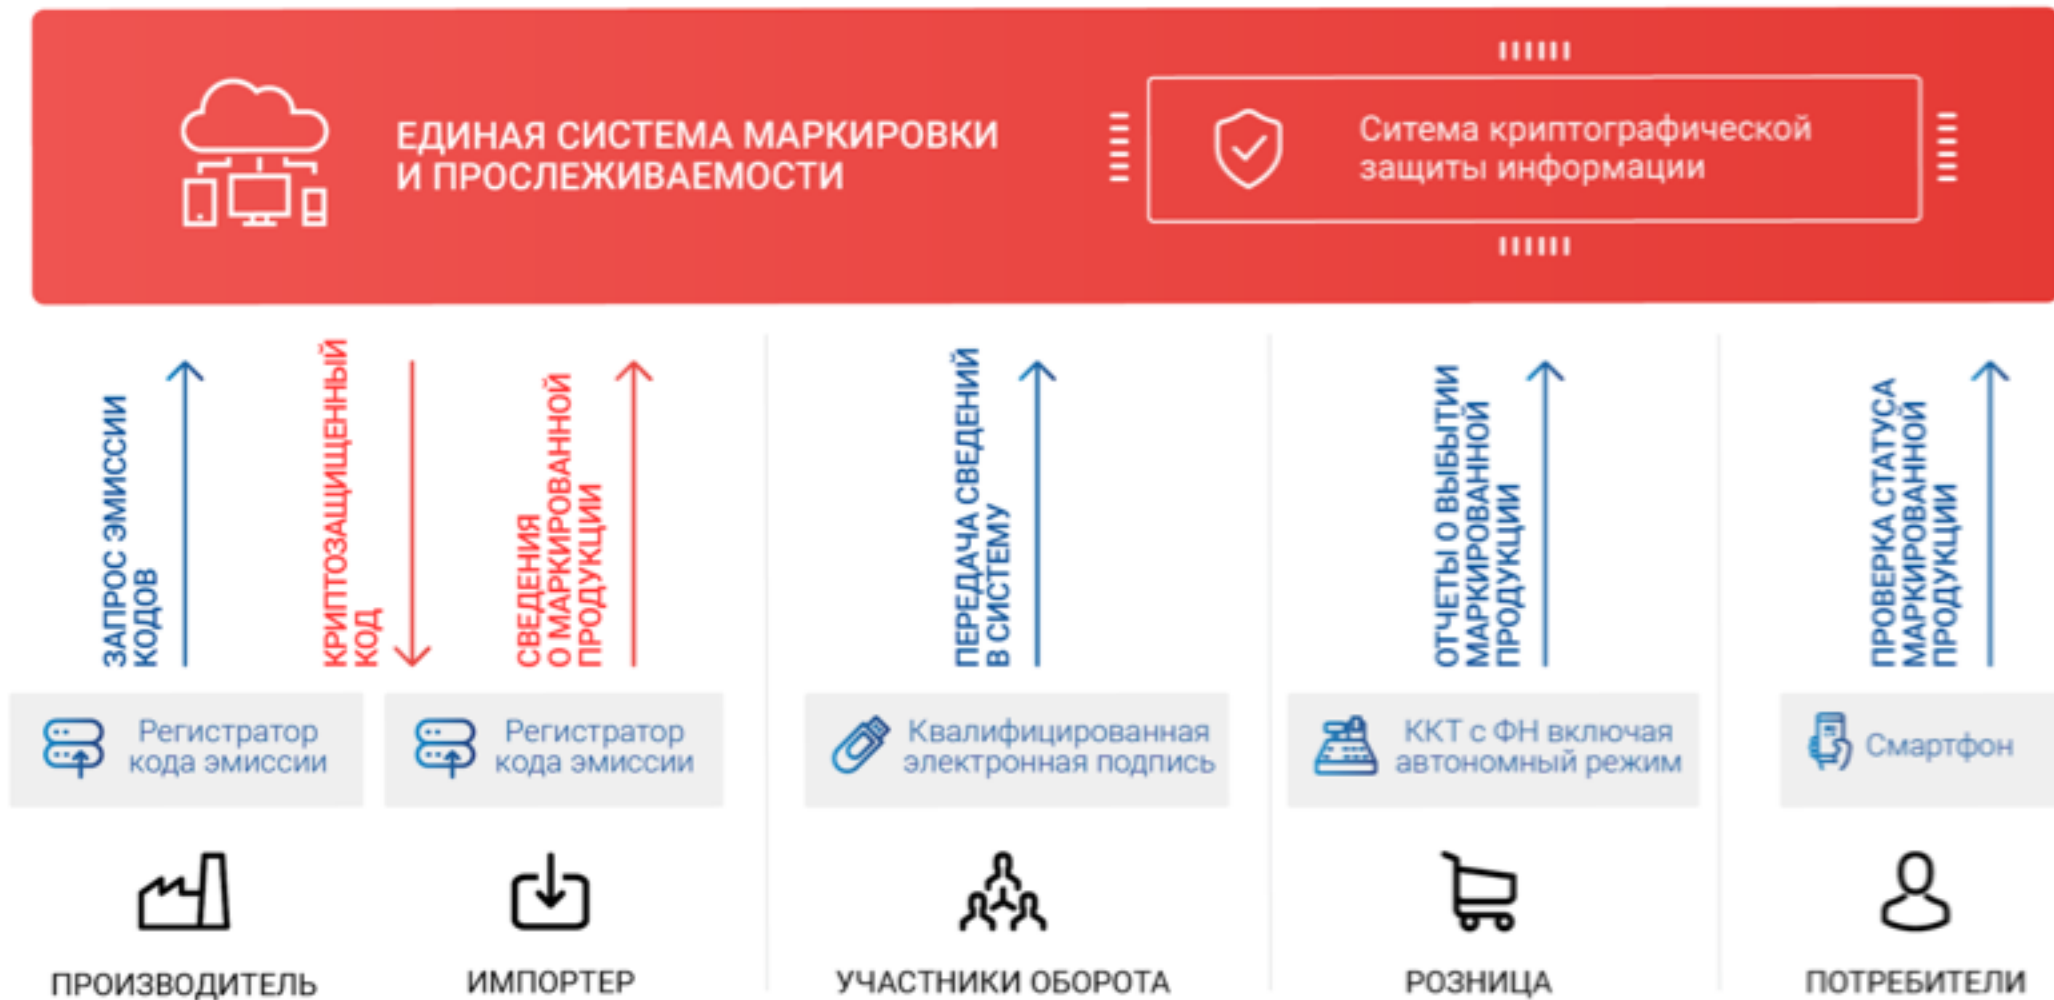 ЕДИНАЯ СИСТЕМА МАРКИРОВКИ
И ПРОСЛЕЖИВАЕМОСТИ
Ситема криптографической
защиты информации
ЗАПРОС ЭМИССИИ
КОДОВ
КРИПТОЗАЩИЩЕННЫЙ
КОД
СВЕДЕНИЯ
О МАРКИРОВАННОЙ
ПРОДУКЦИИ
ПЕРЕДАЧА СВЕДЕНИЙ
В СИСТЕМУ
ОТЧЕТЫ О ВЫБЫТИИ
МАРКИРОВАННОЙ
ПРОДУКЦИИ
ПРОВЕРКА СТАТУСА
МАРКИРОВАННОЙ
ПРОДУКЦИИ
Регистратор
кода эмиссии
Регистратор
кода эмиссии
Квалифицированная
электронная подпись
ККТ с ФН включая
автономный режим
Смартфон
ПРОИЗВОДИТЕЛЬ
ИМПОРТЕР
УЧАСТНИКИ ОБОРОТА
РОЗНИЦА
ПОТРЕБИТЕЛИ